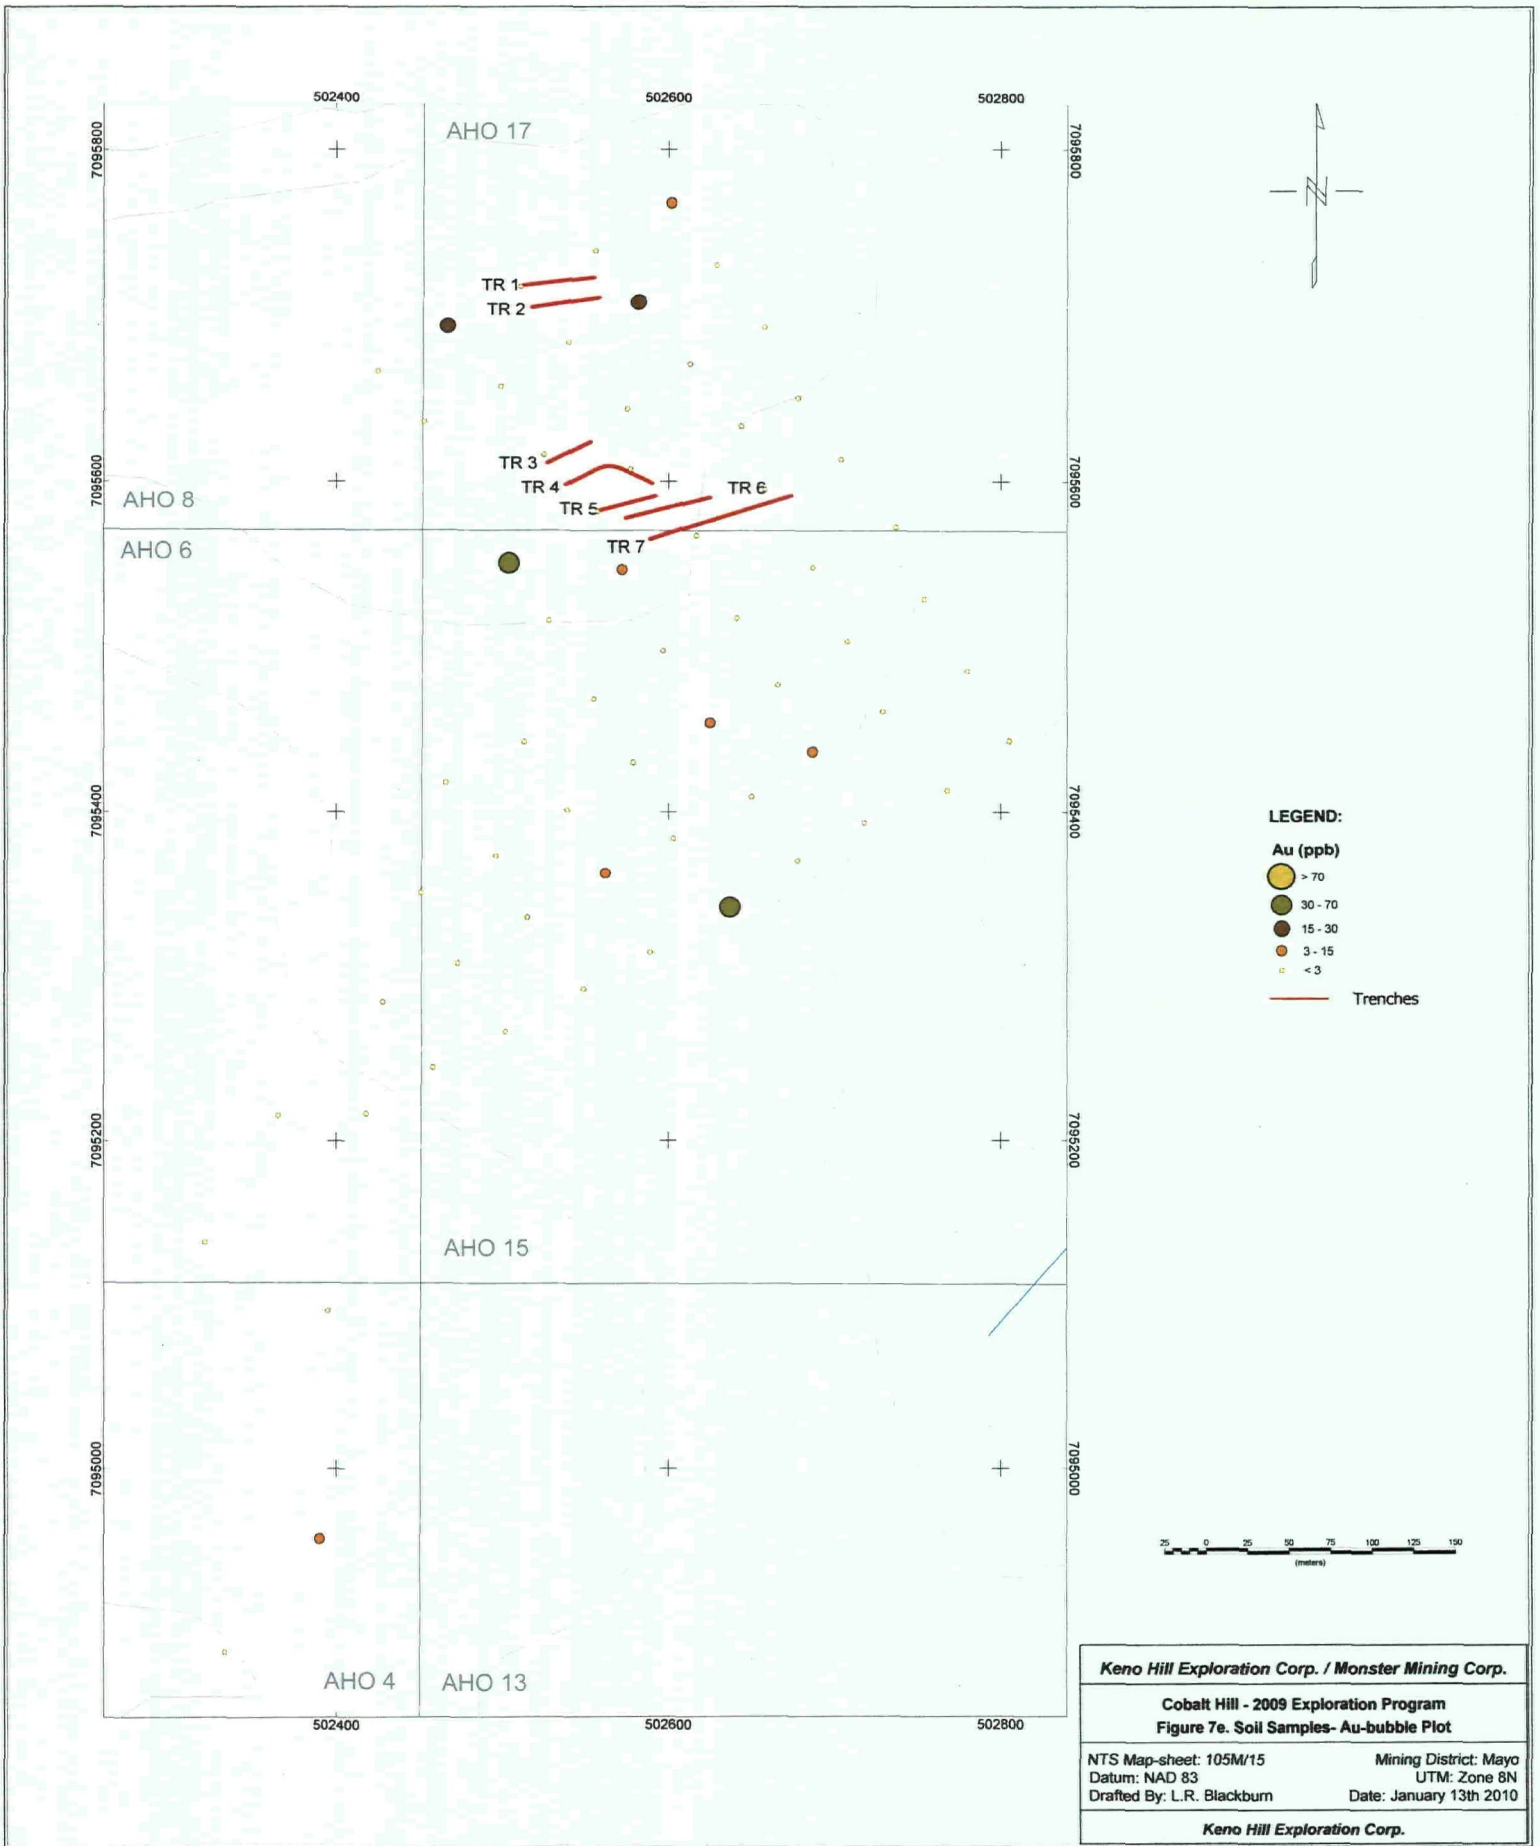 502400 502600 502800
AHO 17
7095800 7095800
N
TR 1
TR 2
TR 3
TR 4
TR 5
TR 6
TR 7
7095600 7095600
AHO 8
AHO 6
7095400 7095400
LEGEND:
Au (ppb)
> 70
30 - 70
15 - 30
3 - 15
< 3
Trenches
7095200 7095200
AHO 15
7095000 7095000
25 0 25 50 75 100 125 150
(meters)
AHO 4 AHO 13
502400 502600 502800
Keno Hill Exploration Corp. / Monster Mining Corp.
Cobalt Hill - 2009 Exploration Program
Figure 7e. Soil Samples- Au-bubble Plot
NTS Map-sheet: 105M/15 Mining District: Mayo
Datum: NAD 83 UTM: Zone 8N
Drafted By: L.R. Blackburn Date: January 13th 2010
Keno Hill Exploration Corp.